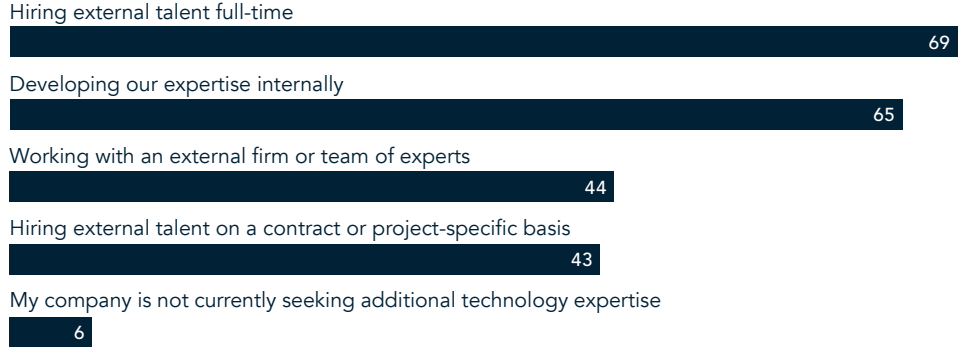 Hiring external talent full-time
69
Developing our expertise internally
65
Working with an external firm or team of experts
44
Hiring external talent on a contract or project-specific basis
43
My company is not currently seeking additional technology expertise
6